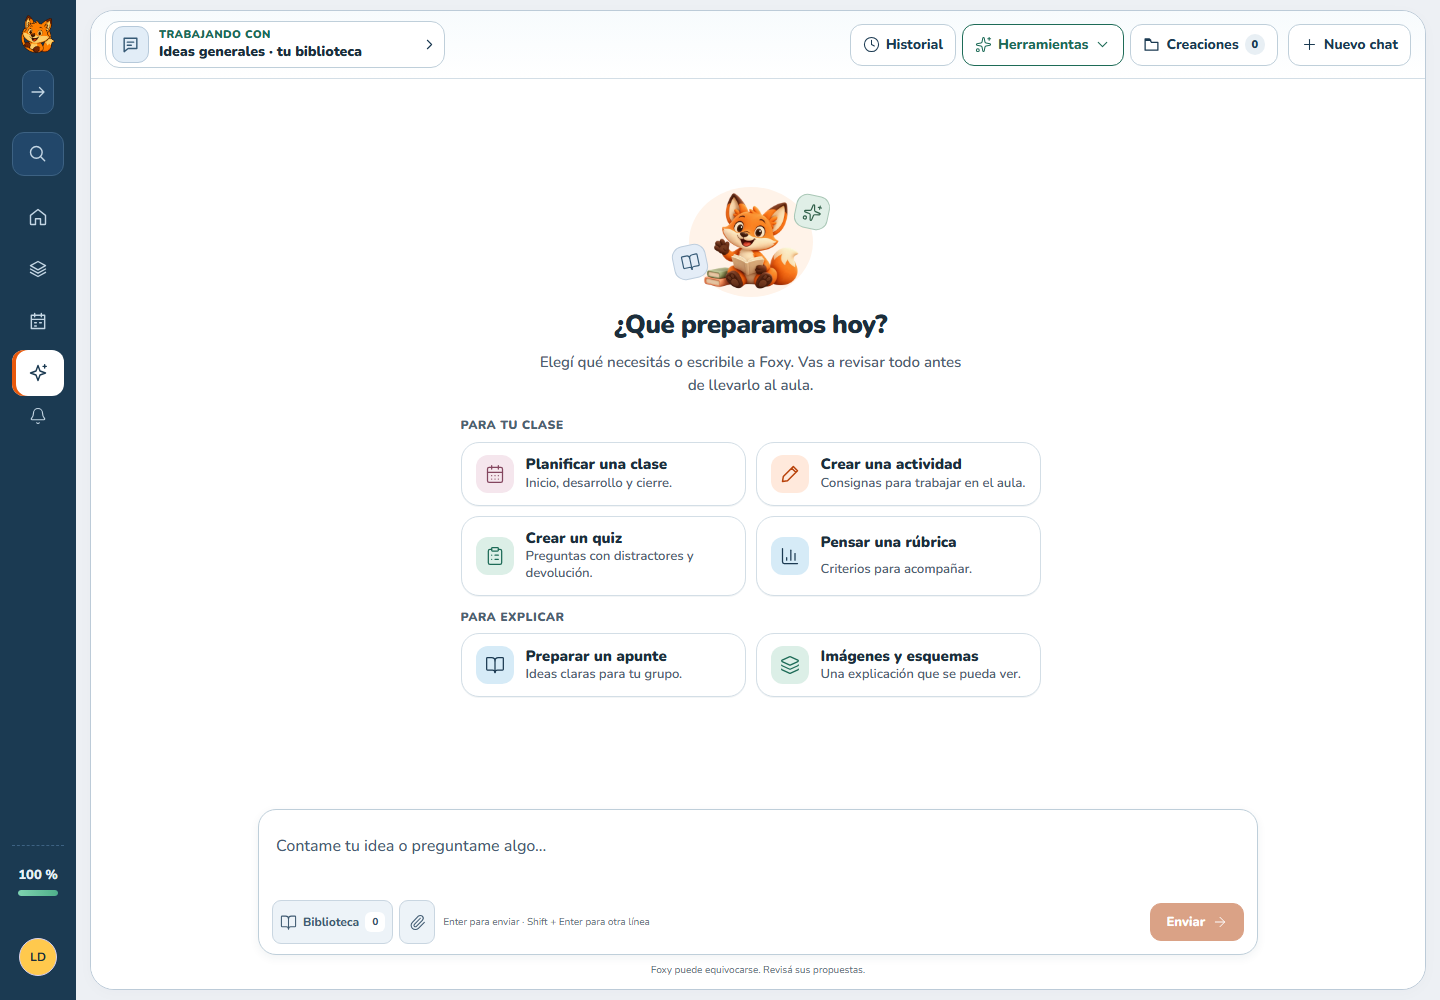 TRABAJANDO CON
Ideas generales · tu biblioteca
Historial
Herramientas
Creaciones 0
Nuevo chat
¿Qué preparamos hoy?
Elegí qué necesitás o escribile a Foxy. Vas a revisar todo antes
de llevarlo al aula.
PARA TU CLASE
Planificar una clase
Inicio, desarrollo y cierre.
Crear una actividad
Consignas para trabajar en el aula.
Crear un quiz
Preguntas con distractores y
devolución.
Pensar una rúbrica
Criterios para acompañar.
PARA EXPLICAR
Preparar un apunte
Ideas claras para tu grupo.
Imágenes y esquemas
Una explicación que se pueda ver.
100 %
Contame tu idea o preguntame algo...
Biblioteca 0
Enter para enviar · Shift + Enter para otra línea
Enviar
LD
Foxy puede equivocarse. Revisá sus propuestas.